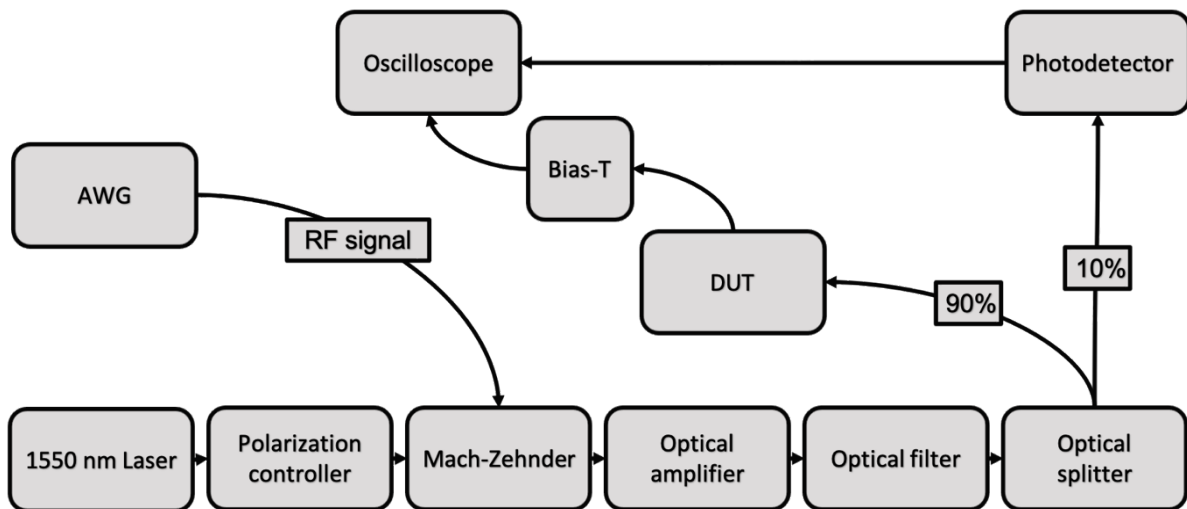 Oscilloscope
Photodetector
Bias-T
AWG
RF signal
DUT
10%
90%
1550 nm Laser
Polarization
controller
Mach-Zehnder
Optical
amplifier
Optical filter
Optical
splitter